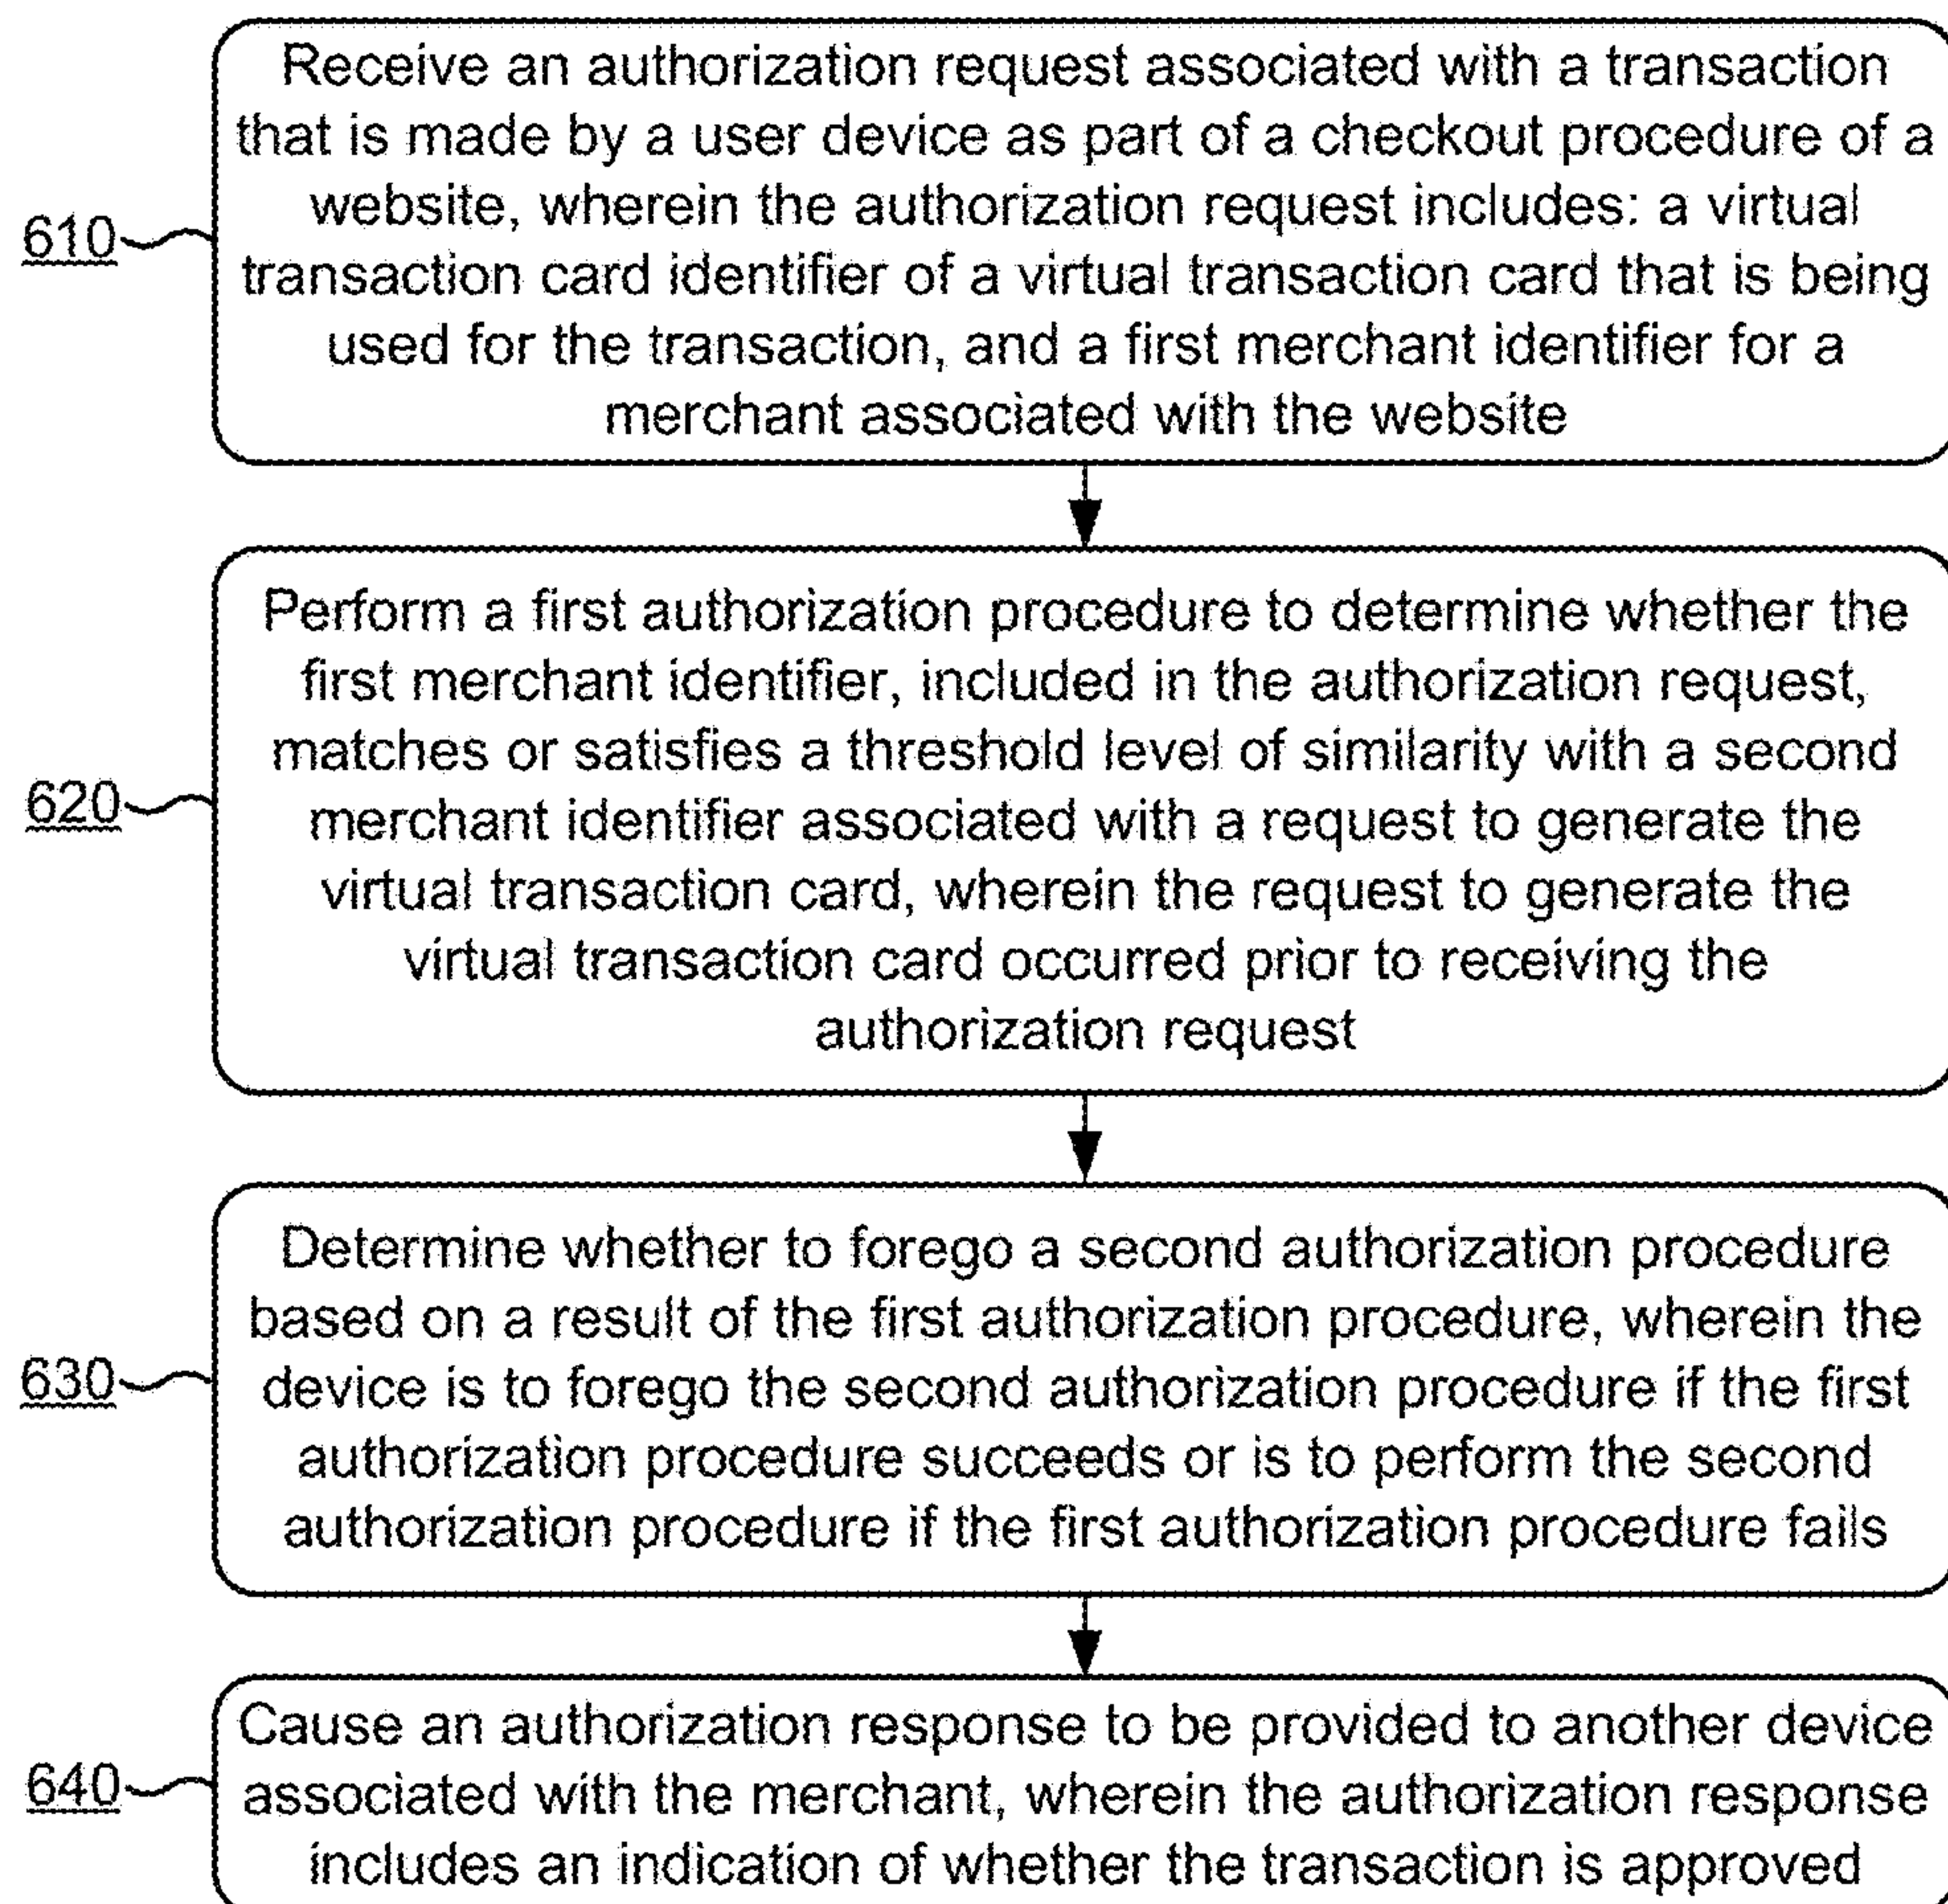 Receive an authorization request associated with a transaction
that is made by a user device as part of a checkout procedure of a
website, wherein the authorization request includes: a virtual
610
transaction card identifier of a virtual transaction card that is being
used for the transaction, and a first merchant identifier for a
merchant associated with the website
Perform a first authorization procedure to determine whether the
first merchant identifier, included in the authorization request,
matches or satisfies a threshold level of similarity with a second
620
merchant identifier associated with a request to generate the
virtual transaction card, wherein the request to generate the
virtual transaction card occurred prior to receiving the
authorization request
Determine whether to forego a second authorization procedure
based on a result of the first authorization procedure, wherein the
630
device is to forego the second authorization procedure if the first
authorization procedure succeeds or is to perform the second
authorization procedure if the first authorization procedure fails
Cause an authorization response to be provided to another device
640
associated with the merchant, wherein the authorization response
includes an indication of whether the transaction is approved